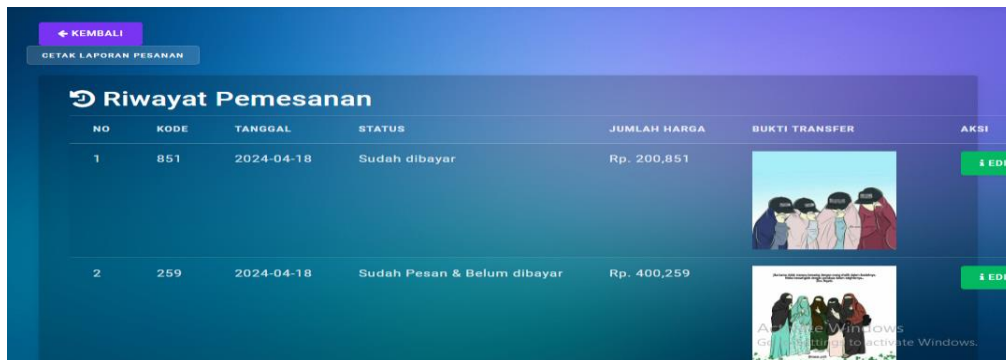 KEMBALI
CETAK LAPORAN PESANAN
Riwayat Pemesanan
NO KODE TANGGAL STATUS JUMLAH HARGA BUKTI TRANSFER AKSI
1 851 2024-04-18 Sudah dibayar Rp. 200,851 EDI
2 259 2024-04-18 Sudah Pesan & Belum dibayar Rp. 400,259 EDI
Activate Windows
Go to Settings to activate Windows.